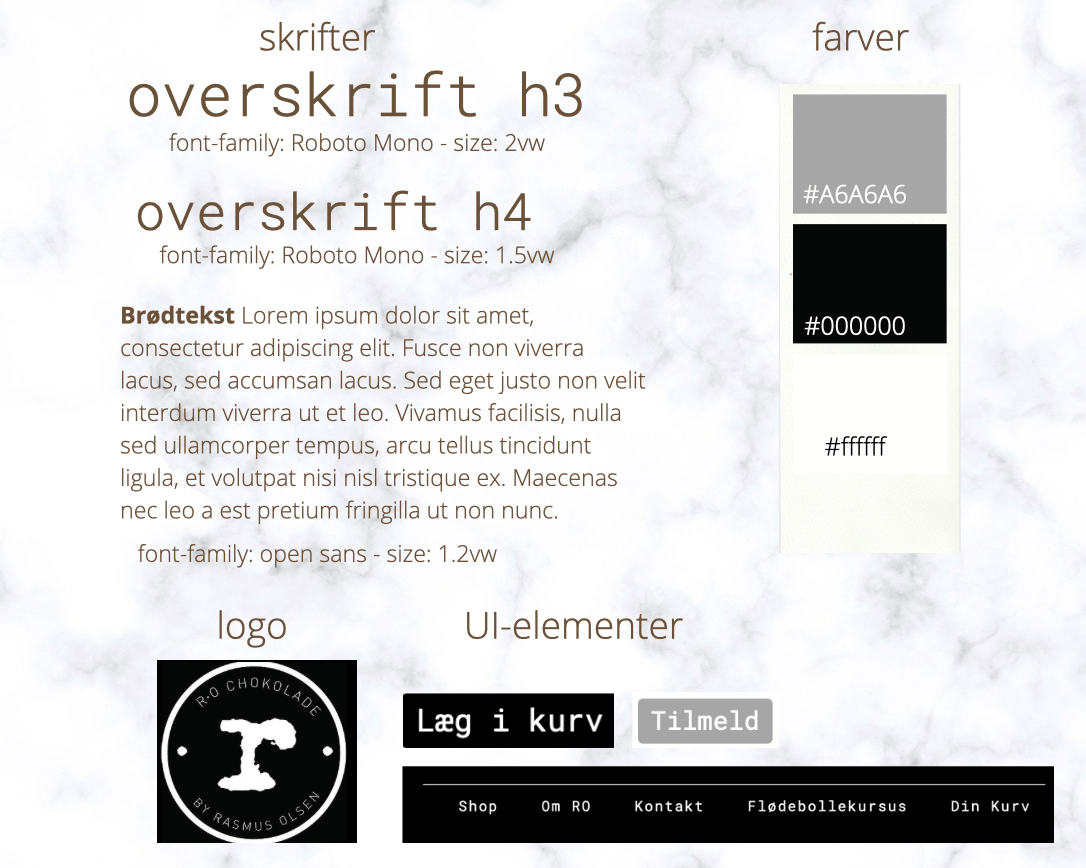 skrifter
overskrift h3
font-family: Roboto Mono - size: 2vw
overskrift h4
font-family: Roboto Mono - size: 1.5vw
Brødtekst Lorem ipsum dolor sit amet,
consectetur adipiscing elit. Fusce non viverra
lacus, sed accumsan lacus. Sed eget justo non velit
interdum viverra ut et leo. Vivamus facilisis, nulla
sed ullamcorper tempus, arcu tellus tincidunt
ligula, et volutpat nisi nisl tristique ex. Maecenas
nec leo a est pretium fringilla ut non nunc.
font-family: open sans - size: 1.2vw
farver
#A6A6A6
#000000
#ffffff
logo
R·O CHOKOLADE
r
BY RASMUS OLSEN
UI-elementer
Læg i kurv
Tilmeld
Shop Om RO Kontakt Flødebollekursus Din Kurv